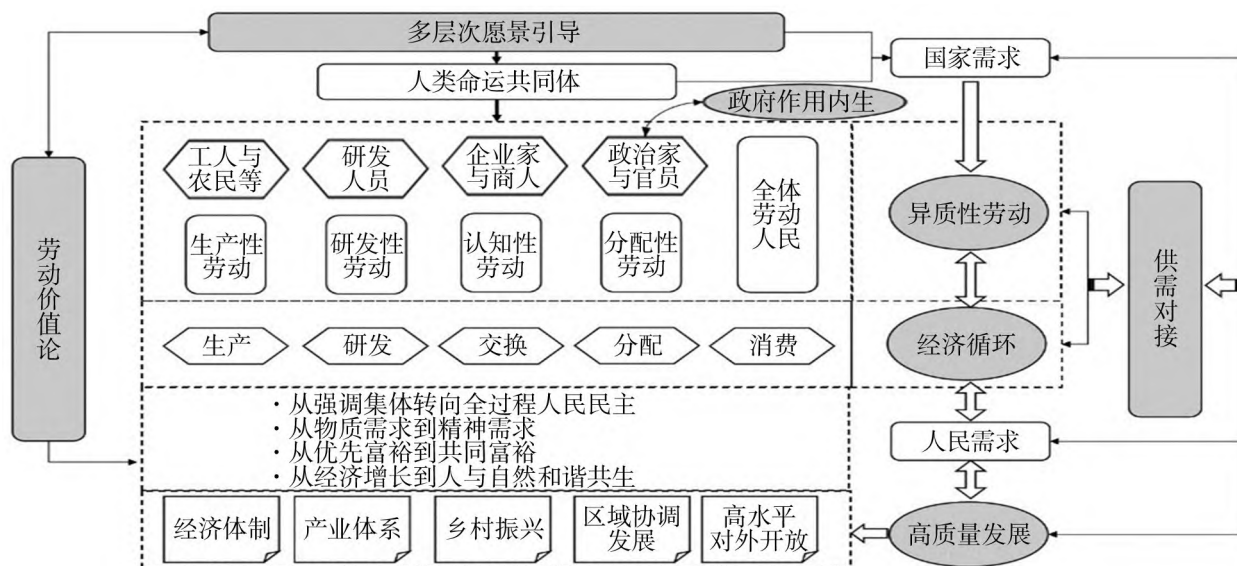 多层次愿景引导
人类命运共同体
国家需求
政府作用内生
工人与
农民等
研发
人员
企业家
与商人
政治家
与官员
全体
劳动
人民
生产性
劳动
研发性
劳动
认知性
劳动
分配性
劳动
异质性劳动
劳动价值论
供需对接
生产
研发
交换
分配
消费
经济循环
·从强调集体转向全过程人民民主
·从物质需求到精神需求
·从优先富裕到共同富裕
·从经济增长到人与自然和谐共生
人民需求
经济体制
产业体系
乡村振兴
区域协调
发展
高水平
对外开放
高质量发展